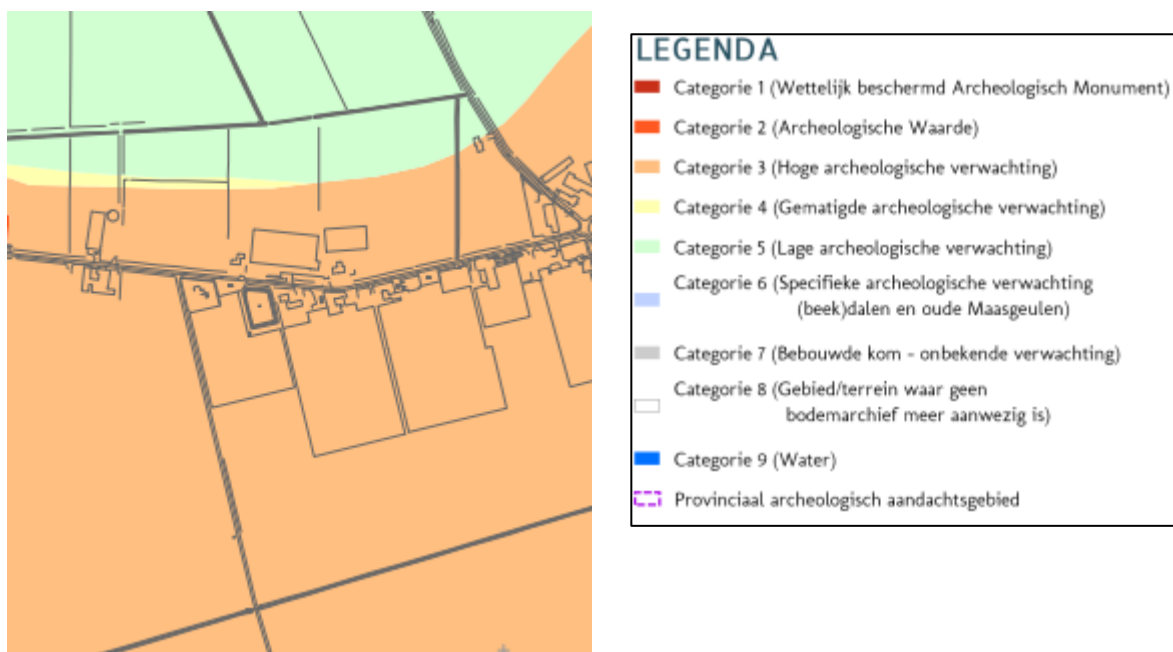 LEGENDA
Categorie 1 (Wettelijk beschermd Archeologisch Monument)
Categorie 2 (Archeologische Waarde)
Categorie 3 (Hoge archeologische verwachting)
Categorie 4 (Gematigde archeologische verwachting)
Categorie 5 (Lage archeologische verwachting)
Categorie 6 (Specifieke archeologische verwachting
(beek)dalen en oude Maasgeulen)
Categorie 7 (Bebouwde kom - onbekende verwachting)
Categorie 8 (Gebied/terrein waar geen
bodemarchief meer aanwezig is)
Categorie 9 (Water)
Provinciaal archeologisch aandachtsgebied